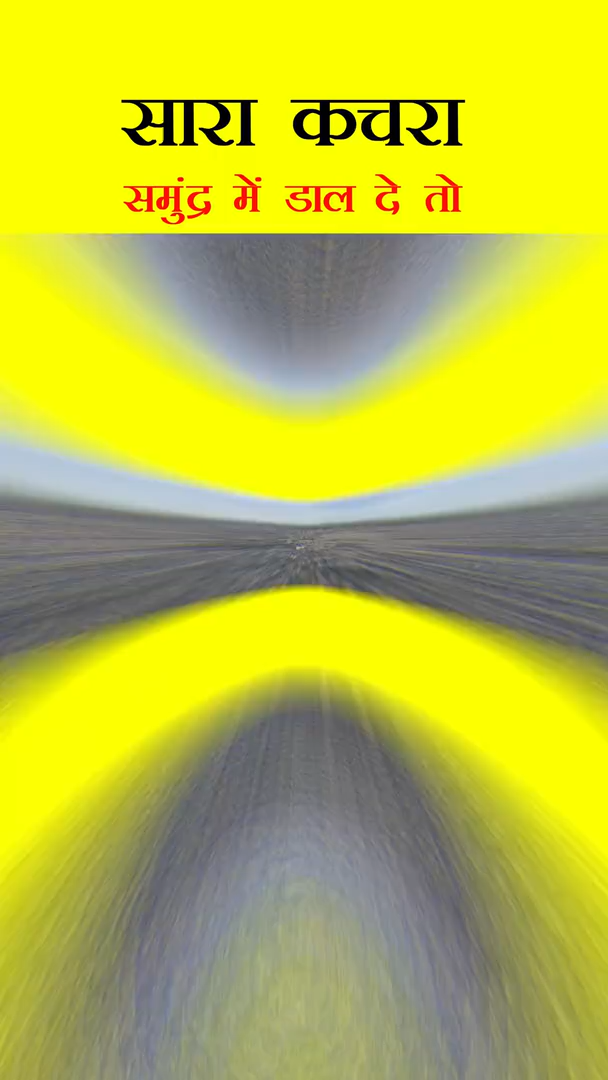 सारा कचरा
समुंद्र में डाल दे तो